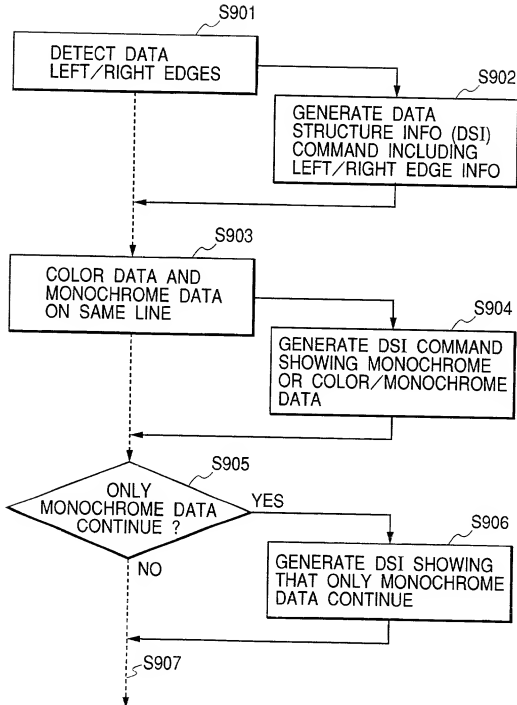 S901
DETECT DATA
LEFT/RIGHT EDGES
S902
GENERATE DATA
STRUCTURE INFO (DSI)
COMMAND INCLUDING
LEFT/RIGHT EDGE INFO
S903
COLOR DATA AND
MONOCHROME DATA
ON SAME LINE
S904
GENERATE DSI COMMAND
SHOWING MONOCHROME
OR COLOR/MONOCHROME
DATA
S905
ONLY
MONOCHROME DATA
CONTINUE ?
YES
NO
S906
GENERATE DSI SHOWING
THAT ONLY MONOCHROME
DATA CONTINUE
S907